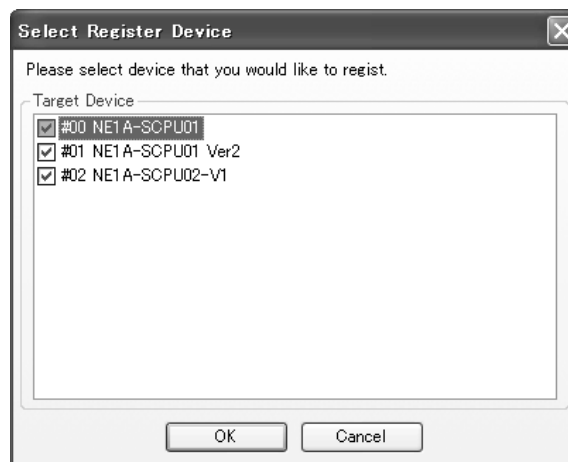 Select Register Device
Please select device that you would like to regist.
Target Device
#00 NE1A-SCPU01
#01 NE1A-SCPU01 Ver2
#02 NE1A-SCPU02-V1
OK
Cancel